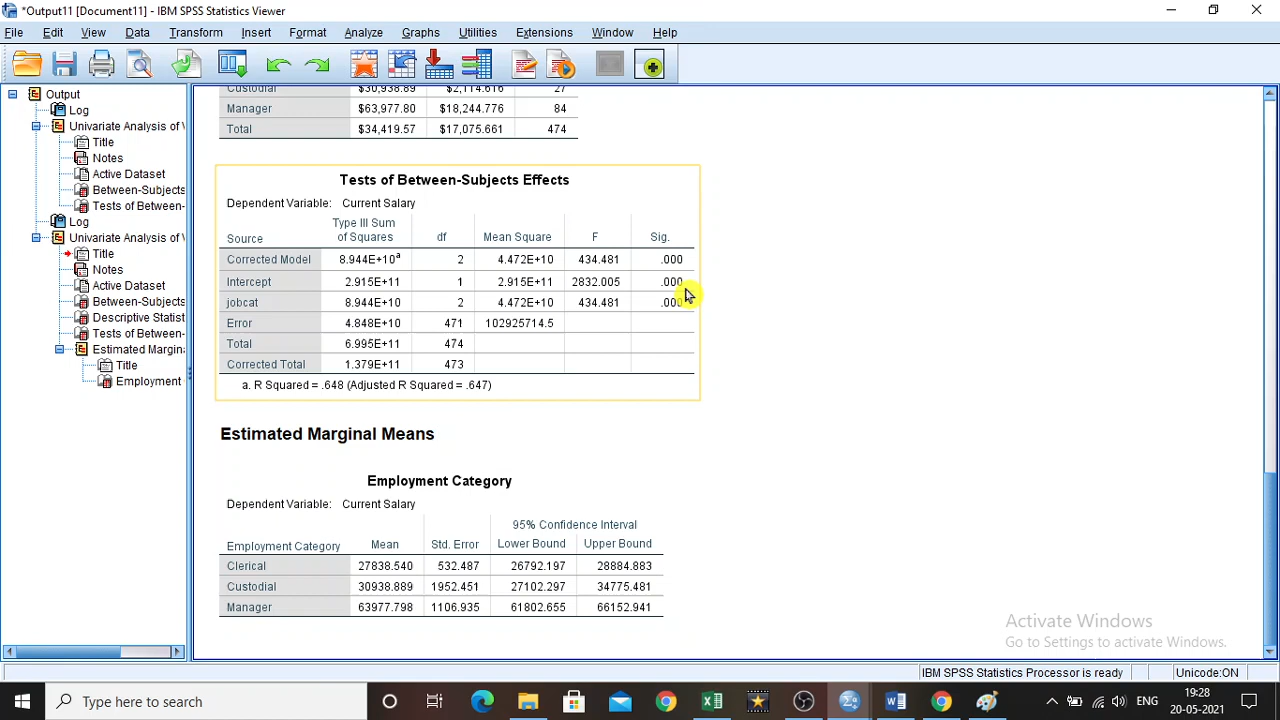 *Output11 [Document11] - IBM SPSS Statistics Viewer
File Edit View Data Transform Insert Format Analyze Graphs Utilities Extensions Window Help
Output
Log
Univariate Analysis of V
Title
Notes
Active Dataset
Between-Subjects
Tests of Between-
Log
Univariate Analysis of V
Title
Notes
Active Dataset
Between-Subjects
Descriptive Statist
Tests of Between-
Estimated Margin
Title
Employment
Custodial $30,938.89 $2,114.616 27
Manager $63,977.80 $18,244.776 84
Total $34,419.57 $17,075.661 474
Tests of Between-Subjects Effects
Dependent Variable: Current Salary
Source Type III Sum of Squares df Mean Square F Sig.
Corrected Model 8.944E+10a 2 4.472E+10 434.481 .000
Intercept 2.915E+11 1 2.915E+11 2832.005 .000
jobcat 8.944E+10 2 4.472E+10 434.481 .000
Error 4.848E+10 471 102925714.5
Total 6.995E+11 474
Corrected Total 1.379E+11 473
a. R Squared = .648 (Adjusted R Squared = .647)
Estimated Marginal Means
Employment Category
Dependent Variable: Current Salary
95% Confidence Interval
Employment Category Mean Std. Error Lower Bound Upper Bound
Clerical 27838.540 532.487 26792.197 28884.883
Custodial 30938.889 1952.451 27102.297 34775.481
Manager 63977.798 1106.935 61802.655 66152.941
Activate Windows
Go to Settings to activate Windows.
IBM SPSS Statistics Processor is ready Unicode:ON
Type here to search
ENG
19:28
20-05-2021